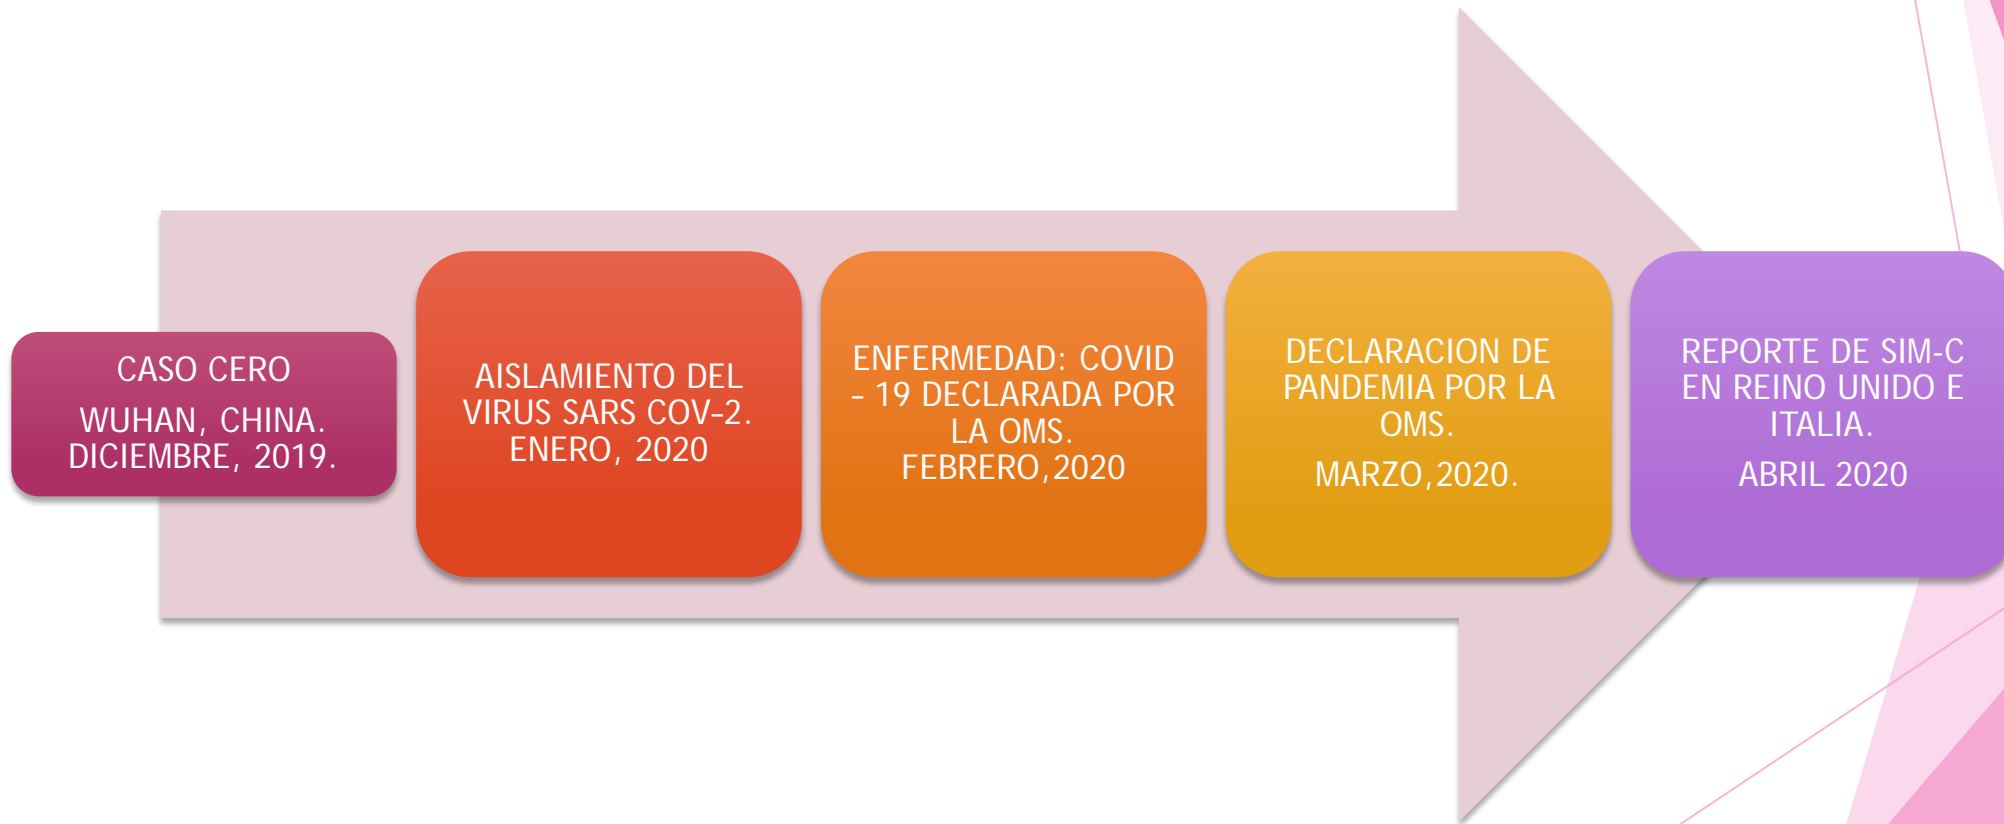 CASO CERO
WUHAN, CHINA.
DICIEMBRE, 2019.
AISLAMIENTO DEL
VIRUS SARS COV-2.
ENERO, 2020
ENFERMEDAD: COVID
- 19 DECLARADA POR
LA OMS.
FEBRERO,2020
DECLARACION DE
PANDEMIA POR LA
OMS.
MARZO,2020.
REPORTE DE SIM-C
EN REINO UNIDO E
ITALIA.
ABRIL 2020